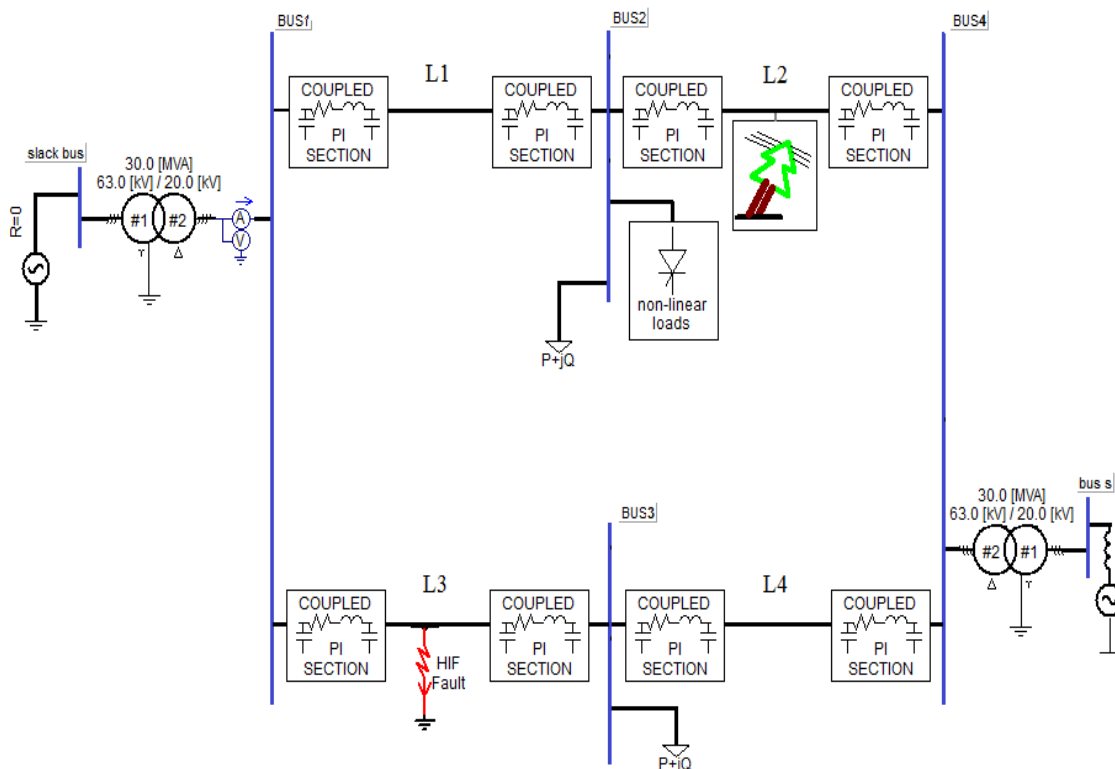 BUS1
BUS2
BUS4
L1
L2
COUPLED
PI
SECTION
COUPLED
PI
SECTION
COUPLED
PI
SECTION
COUPLED
PI
SECTION
slack bus
30.0 [MVA]
63.0 [kV] / 20.0 [kV]
#1
#2
A
V
R=0
non-linear
loads
P+jQ
BUS3
30.0 [MVA]
63.0 [kV] / 20.0 [kV]
bus s
#2
#1
L3
L4
COUPLED
PI
SECTION
COUPLED
PI
SECTION
COUPLED
PI
SECTION
COUPLED
PI
SECTION
HIF
Fault
P+jQ